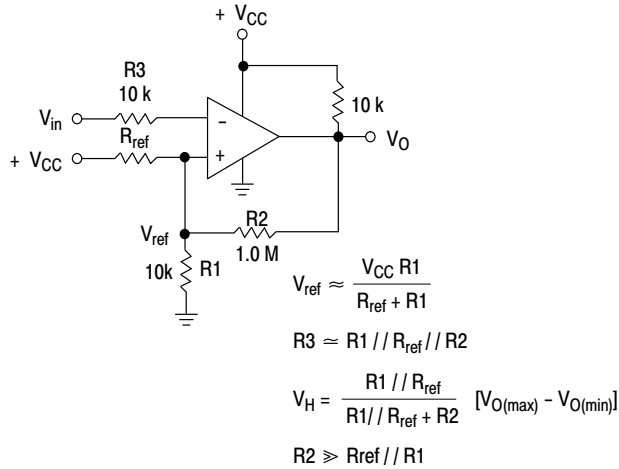 + VCC
R3
10 k
10 k
Vin
-
Rref
+ VCC
+
VO
Vref
R2
1.0 M
10k
R1
Vref ≈ VCC R1 / Rref + R1
R3 ≃ R1 // Rref // R2
VH = R1 // Rref / R1// Rref + R2 [VO(max) - VO(min)]
R2 ≫ Rref // R1